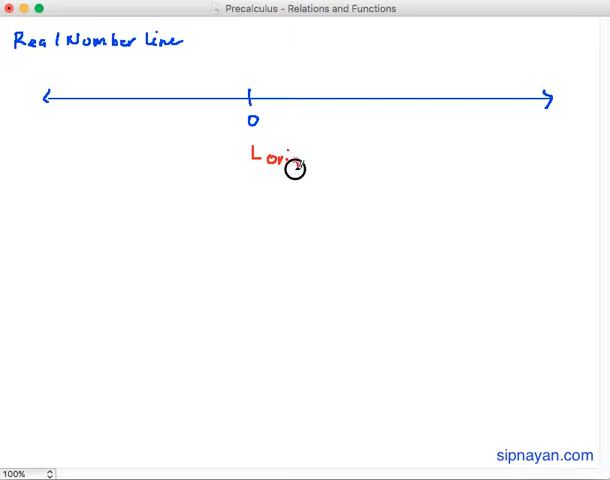 Precalculus - Relations and Functions
Real Number Line
0
sipnayan.com
100%